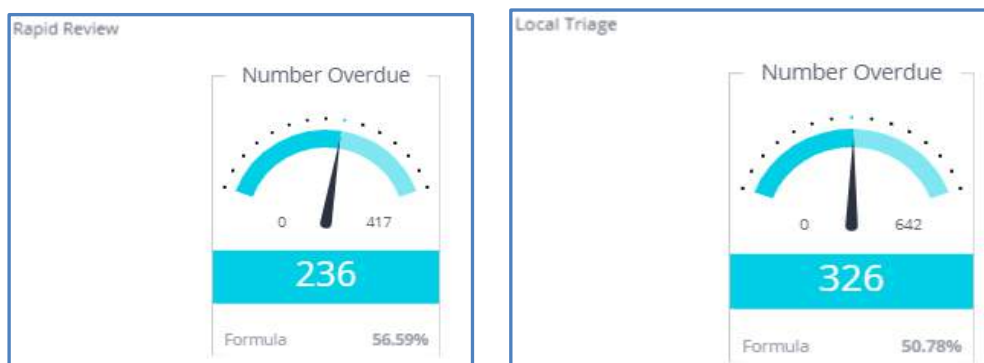 Rapid Review
Number Overdue
0 417
236
Formula 56.59%
Local Triage
Number Overdue
0 642
326
Formula 50.78%